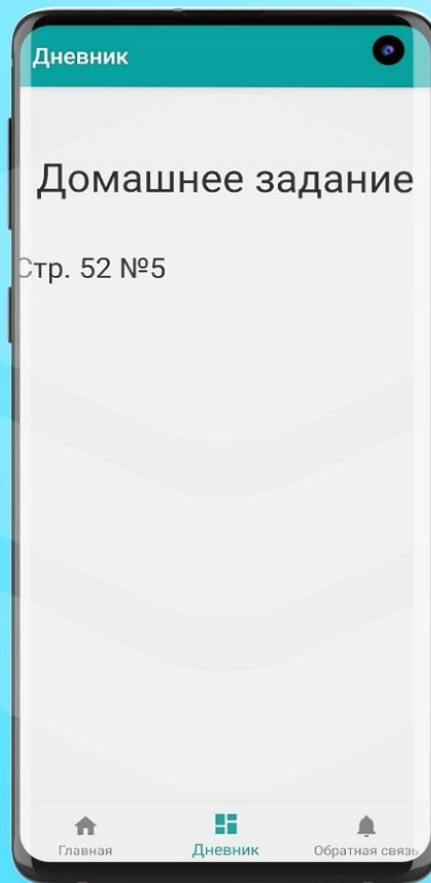 Дневник
Домашнее задание
Стр. 52 №5
Главная
Дневник
Обратная связь